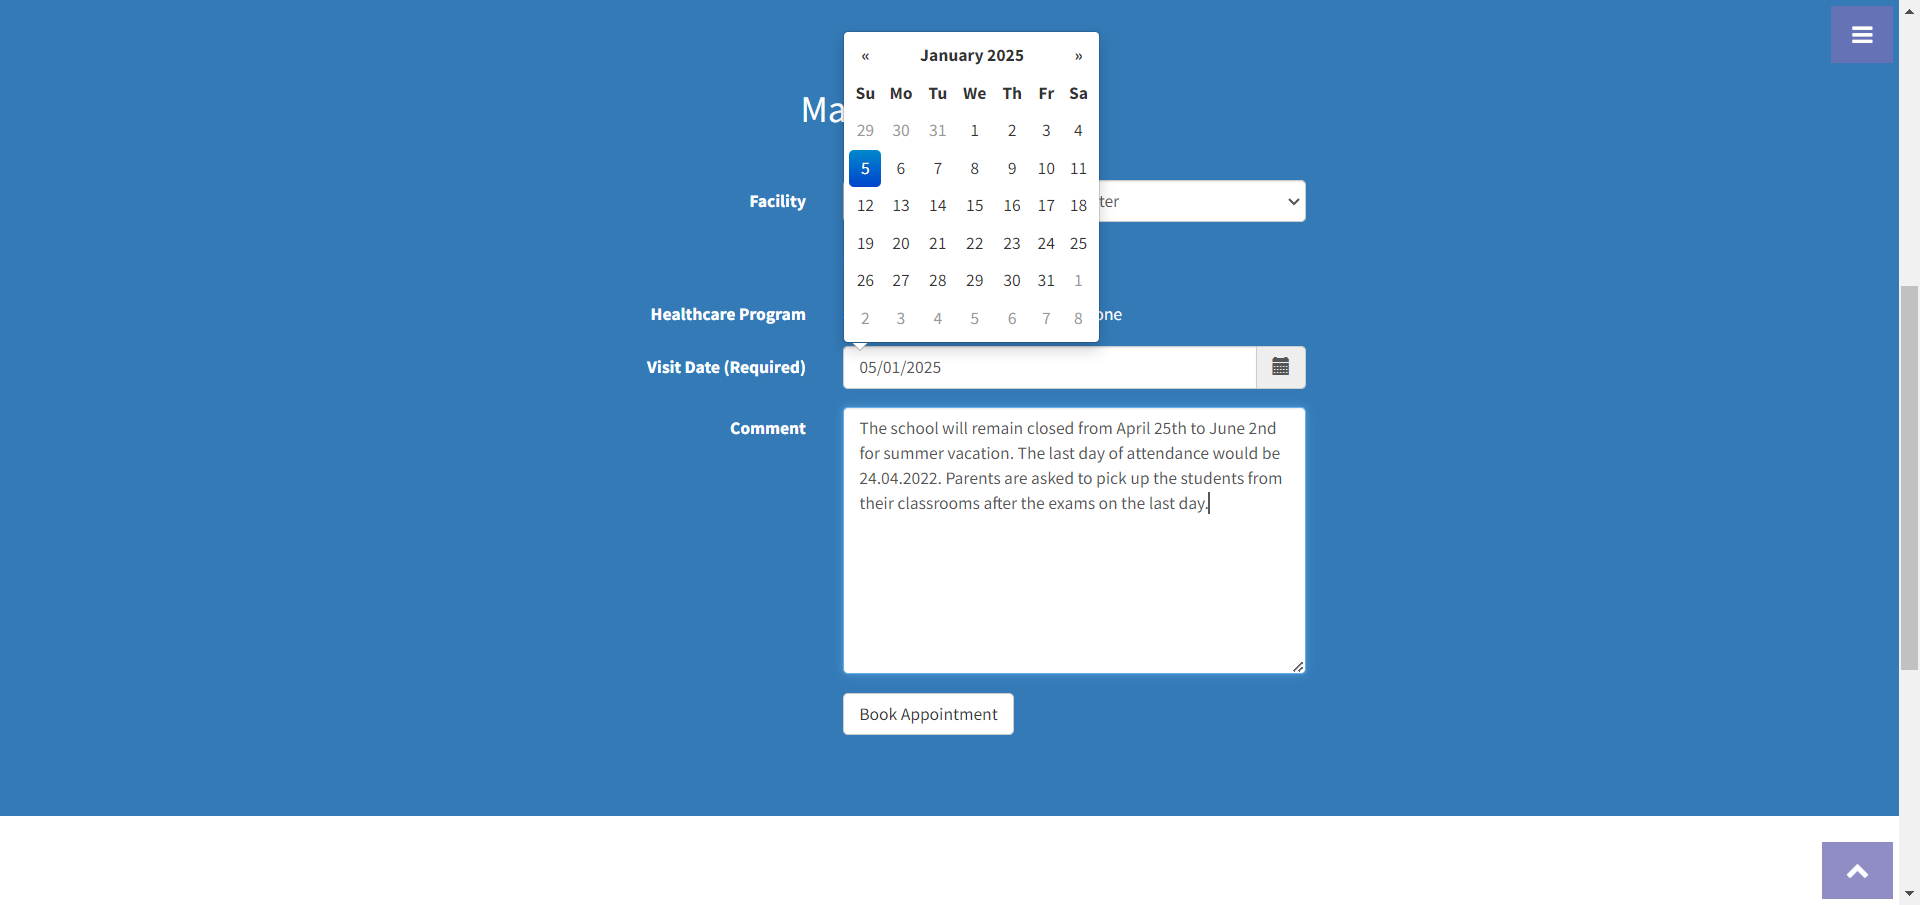 « January 2025 »
Su Mo Tu We Th Fr Sa
29 30 31 1 2 3 4
5 6 7 8 9 10 11
12 13 14 15 16 17 18
19 20 21 22 23 24 25
26 27 28 29 30 31 1
2 3 4 5 6 7 8
Facility
Healthcare Program
Visit Date (Required) 05/01/2025
Comment
The school will remain closed from April 25th to June 2nd
for summer vacation. The last day of attendance would be
24.04.2022. Parents are asked to pick up the students from
their classrooms after the exams on the last day.
Book Appointment